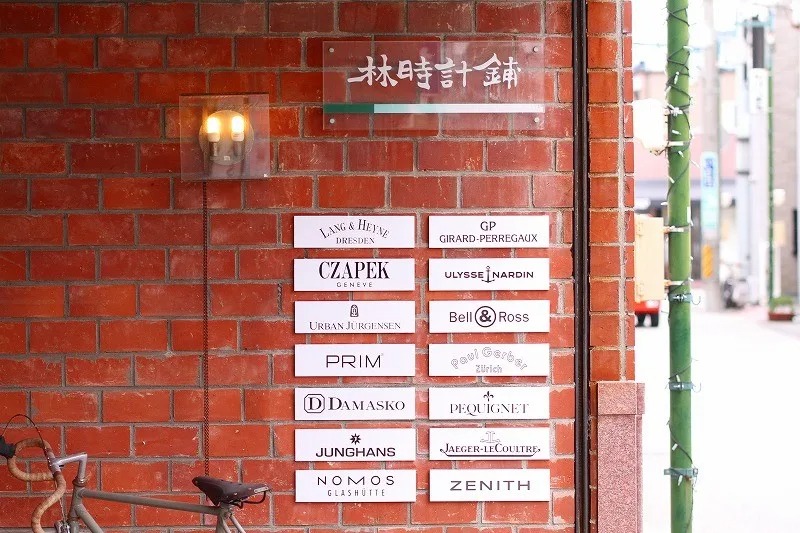 林時計鋪
LANG & HEYNE
DRESDEN
GP
GIRARD-PERREGAUX
CZAPEK
GENEVE
ULYSSE NARDIN
URBAN JÜRGENSEN
Bell & Ross
PRIM
Paul Gerber
Zürich
D DAMASKO
PEQUIGNET
JUNGHANS
JAEGER-LECOULTRE
NOMOS
GLASHÜTTE
ZENITH